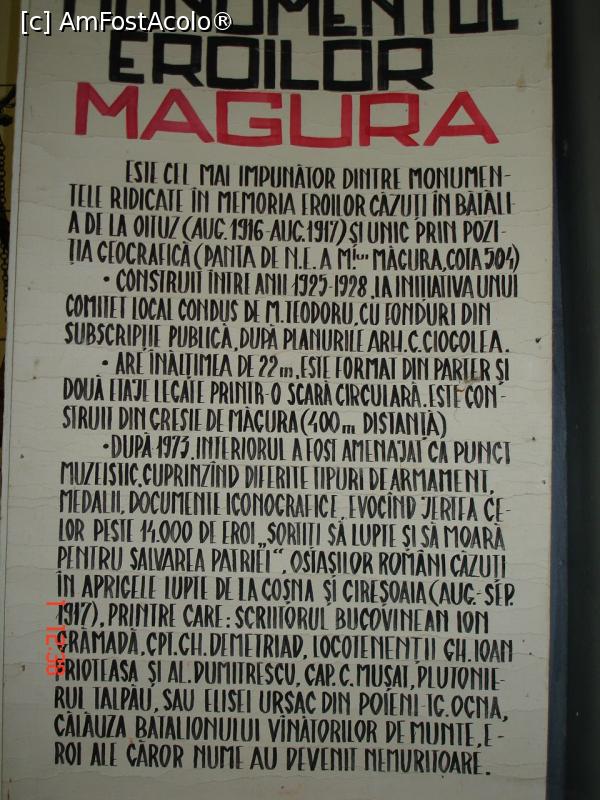 [c] AmFostAcolo®
MONUMENTUL
EROILOR
MAGURA
ESTE CEL MAI IMPUNĂTOR DINTRE MONUMEN-
TELE RIDICATE ÎN MEMORIA EROILOR CĂZUȚI ÎN BĂTĂLI-
A DE LA OITUZ (AUG. 1916-AUG. 1917) ȘI UNIC PRIN POZI-
ȚIA GEOGRAFICĂ (PANTA DE N.E. A Mtlui MĂGURA, COTA 504)
• CONSTRUIT ÎNTRE ANII 1925-1928, LA INIȚIATIVA UNUI
COMITET LOCAL CONDUS DE M. TEODORU, CU FONDURI DIN
SUBSCRIPȚIE PUBLICĂ, DUPĂ PLANURILE ARH. C. CIOGOLEA.
• ARE ÎNĂLȚIMEA DE 22m. ESTE FORMAT DIN PARTER ȘI
DOUĂ ETAJE LEGATE PRINTR-O SCARĂ CIRCULARĂ. ESTE CON-
STRUIT DIN GRESIE DE MĂGURA (400m DISTANȚĂ)
• DUPĂ 1973, INTERIORUL A FOST AMENAJAT CA PUNCT
MUZEISTIC, CUPRINZÎND DIFERITE TIPURI DE ARMAMENT,
MEDALII, DOCUMENTE ICONOGRAFICE, EVOCÎND JERTFA CE-
LOR PESTE 14.000 DE EROI „SORTIȚI SĂ LUPTE ȘI SĂ MOARĂ
PENTRU SALVAREA PATRIEI", OSTAȘILOR ROMÂNI CĂZUȚI
ÎN APRIGELE LUPTE DE LA COȘNA ȘI CIREȘOAIA (AUG.-SEP.
1917), PRINTRE CARE: SCRIITORUL BUCOVINEAN ION
GRĂMADĂ, CPT. GH. DEMETRIAD, LOCOTENENȚII GH. IOAN
RIOTEASA ȘI AL. DUMITRESCU, CAP. C. MUȘAT, PLUTONIE-
RUL TALPĂU, SAU ELISEI URSAC DIN POIENI-TG. OCNA,
CĂLĂUZA BATALIONULUI VÎNĂTORILOR DE MUNTE, E-
ROI ALE CĂROR NUME AU DEVENIT NEMURITOARE.